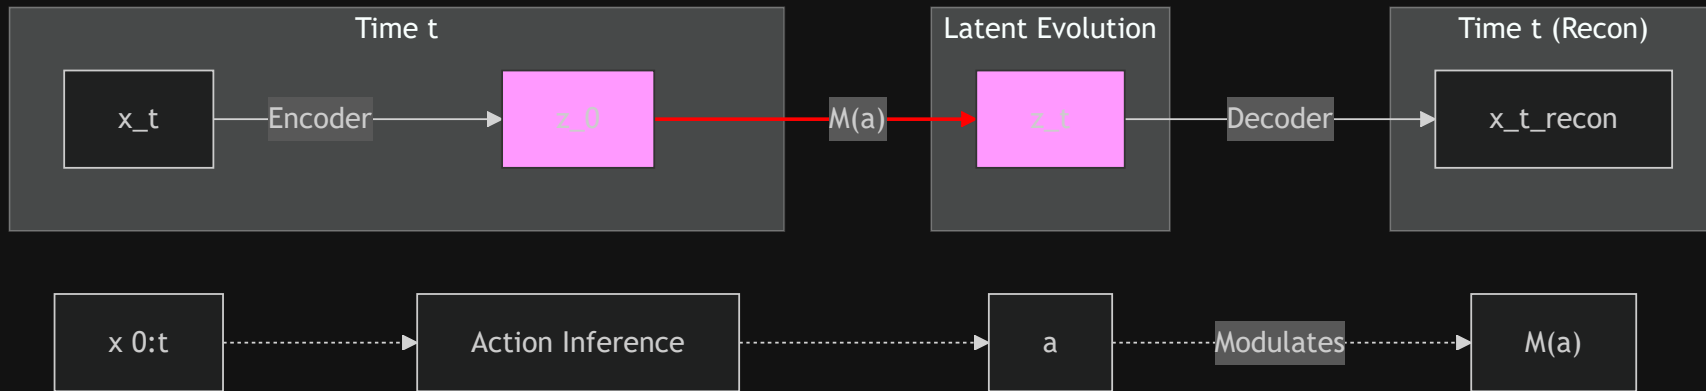 Time t
Latent Evolution
Time t (Recon)
x_t
Encoder
z_0
M(a)
z_t
Decoder
x_t_recon
x 0:t
Action Inference
a
Modulates
M(a)